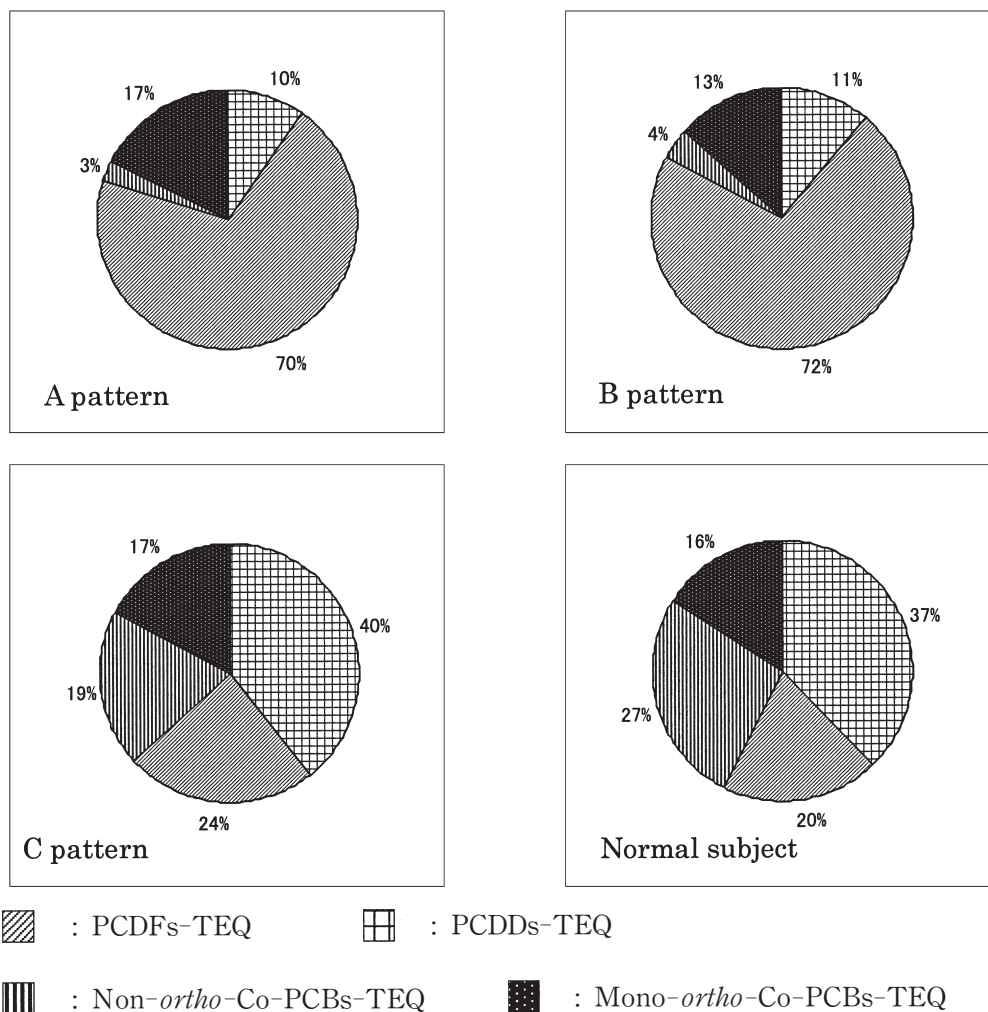 10%
17%
3%
70%
A pattern
11%
13%
4%
72%
B pattern
17%
40%
19%
24%
C pattern
16%
37%
27%
20%
Normal subject
: PCDFs-TEQ
: PCDDs-TEQ
: Non-ortho-Co-PCBs-TEQ
: Mono-ortho-Co-PCBs-TEQ